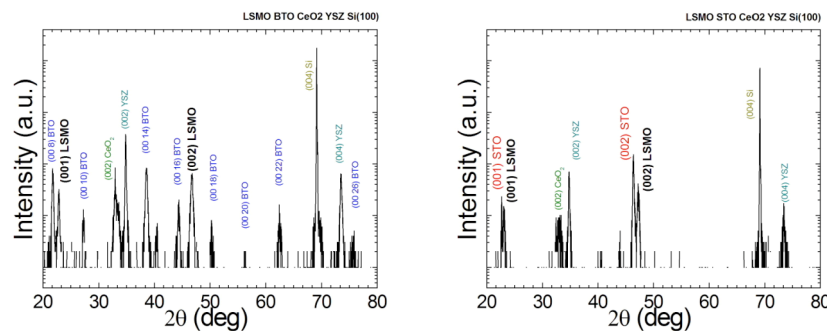 LSMO BTO CeO2 YSZ Si(100)
Intensity (a.u.)
(00 8) BTO
(001) LSMO
(00 10) BTO
(002) CeO₂
(002) YSZ
(00 14) BTO
(00 16) BTO
(002) LSMO
(00 18) BTO
(00 20) BTO
(00 22) BTO
(004) Si
(004) YSZ
(00 26) BTO
20 30 40 50 60 70 80
2θ (deg)
LSMO STO CeO2 YSZ Si(100)
Intensity (a.u.)
(001) STO
(001) LSMO
(002) CeO₂
(002) YSZ
(002) STO
(002) LSMO
(004) Si
(004) YSZ
20 30 40 50 60 70 80
2θ (deg)